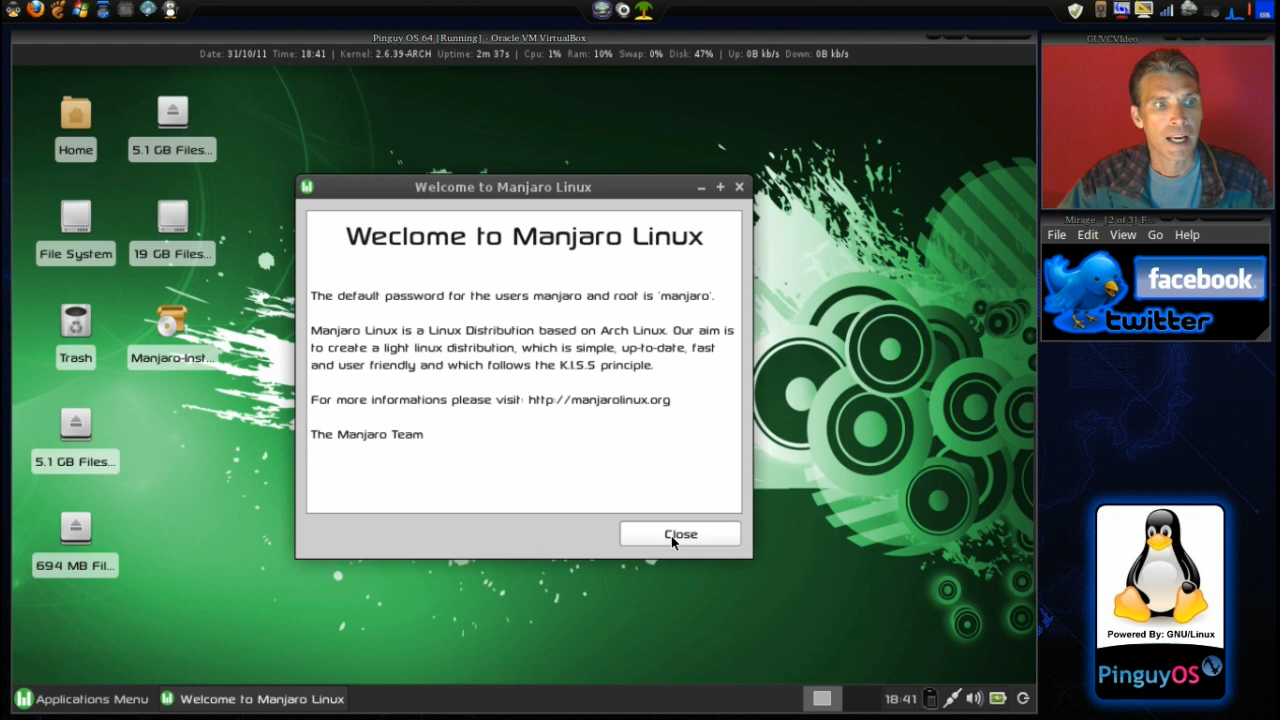 Pinguy OS 64 [Running] - Oracle VM VirtualBox
Date: 31/10/11 Time: 18:41 | Kernel: 2.6.39-ARCH Uptime: 2m 37s | Cpu: 1% Ram: 10% Swap: 0% Disk: 47% | Up: 0B kb/s Down: 0B kb/s
GUVCVideo
Home
5.1 GB Files...
File System
19 GB Files...
Trash
Manjaro-Inst...
5.1 GB Files...
694 MB Fil...
Welcome to Manjaro Linux
Weclome to Manjaro Linux
The default password for the users manjaro and root is 'manjaro'.
Manjaro Linux is a Linux Distribution based on Arch Linux. Our aim is
to create a light linux distribution, which is simple, up-to-date, fast
and user friendly and which follows the K.I.S.S principle.
For more informations please visit: http://manjarolinux.org
The Manjaro Team
Close
Mirage - [2 of 3] F...
File Edit View Go Help
facebook.
twitter
Powered By: GNU/Linux
PinguyOS
Applications Menu
Welcome to Manjaro Linux
18:41